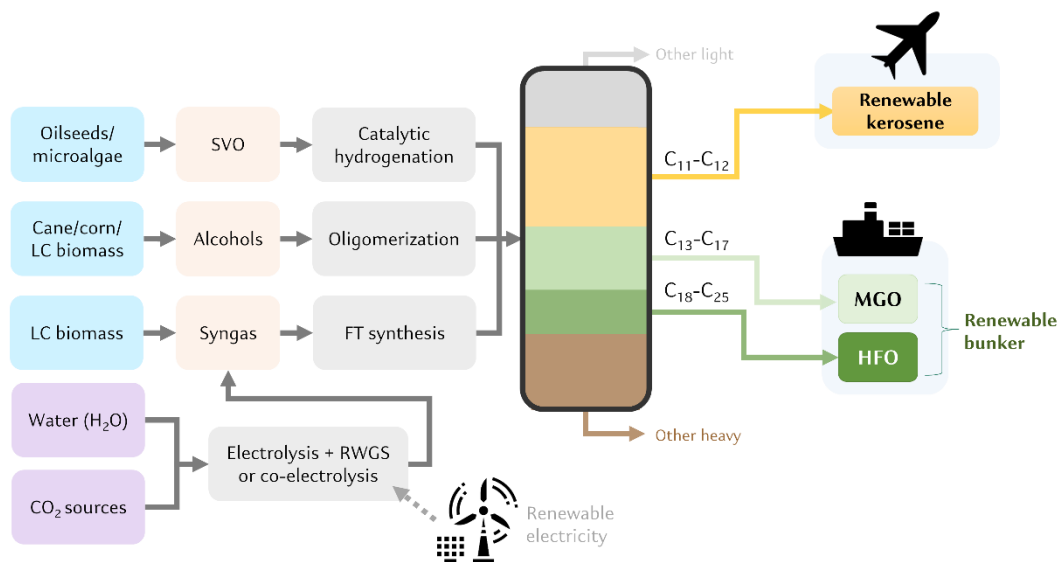 Other light
Renewable
kerosene
Oilseeds/
microalgae
SVO
Catalytic
hydrogenation
C₁₁-C₁₂
Cane/corn/
LC biomass
Alcohols
Oligomerization
C₁₃-C₁₇
C₁₈-C₂₅
MGO
HFO
Renewable
bunker
LC biomass
Syngas
FT synthesis
Water (H₂O)
CO₂ sources
Electrolysis + RWGS
or co-electrolysis
Other heavy
Renewable
electricity